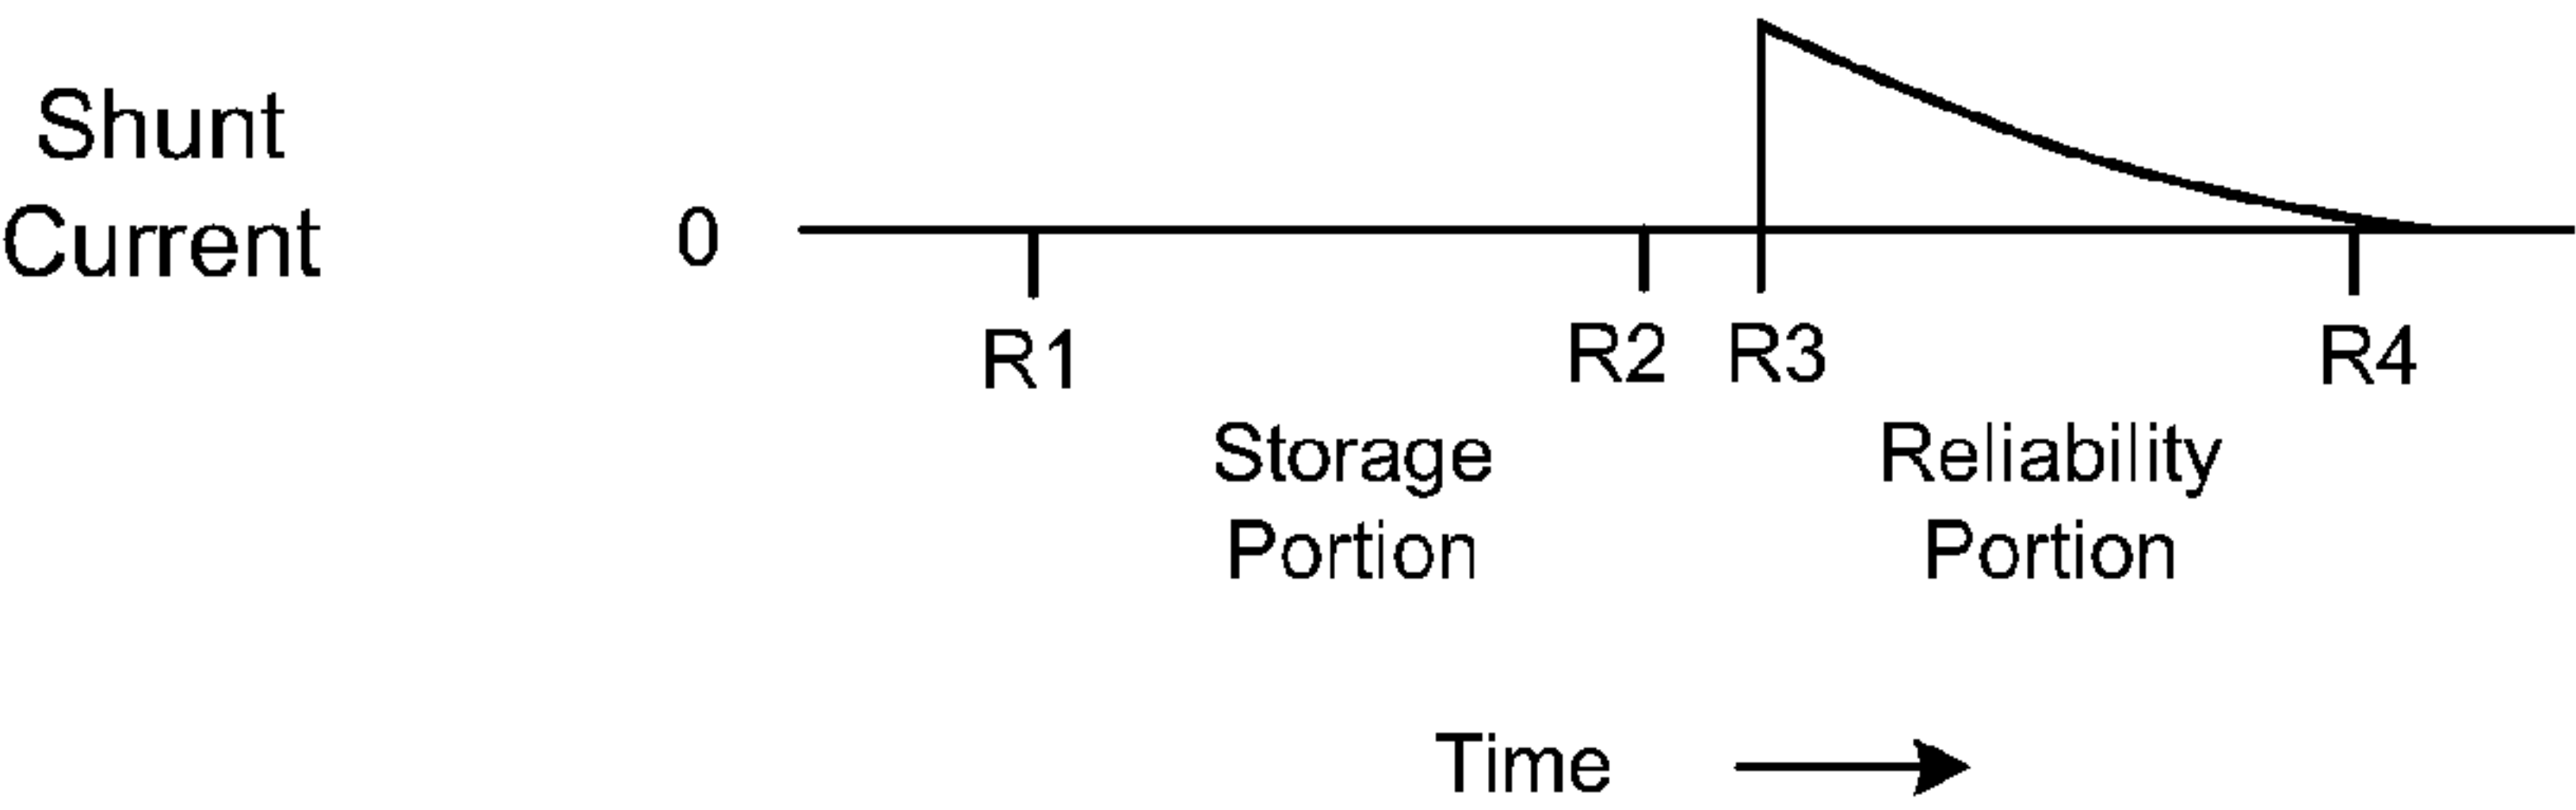 Shunt
Current
0
R1
R2
R3
R4
Storage
Portion
Reliability
Portion
Time